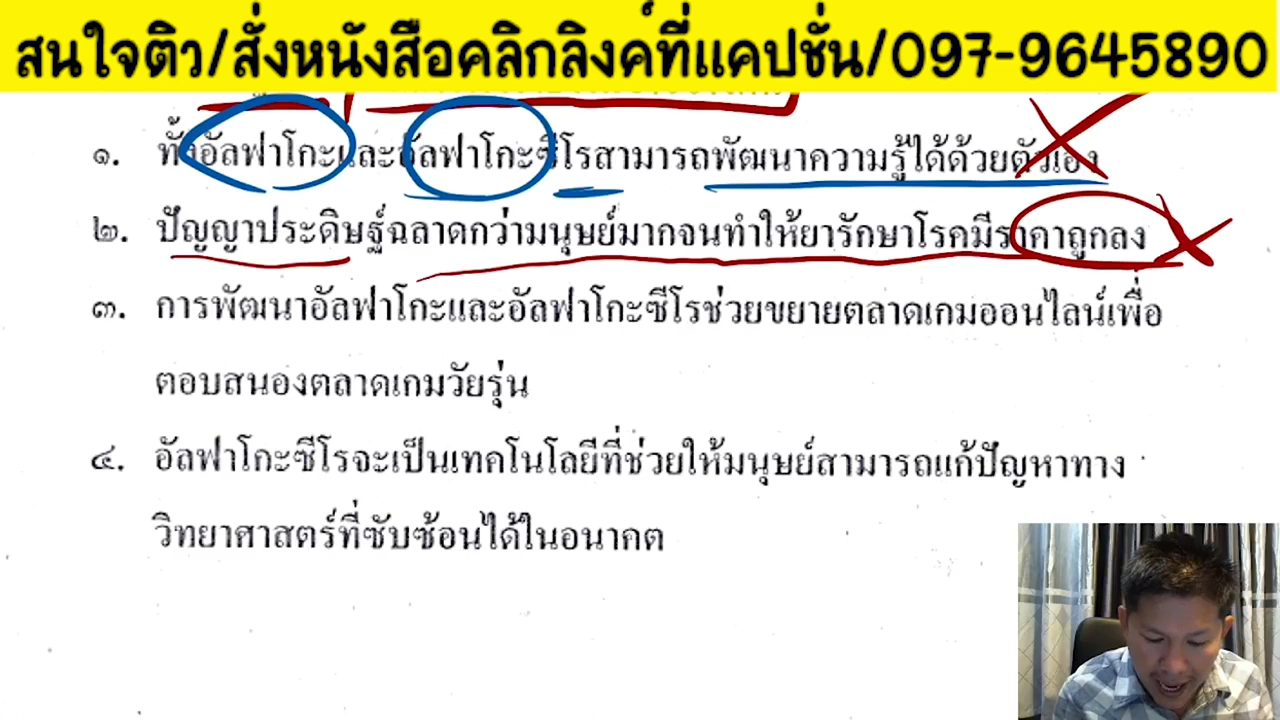 สนใจติว/สั่งหนังสือคลิกลิงค์ที่แคปชั่น/097-9645890
๑. ทั้งอัลฟาโกะและอัลฟาโกะซีโรสามารถพัฒนาความรู้ได้ด้วยตัวเอง
๒. ปัญญาประดิษฐ์ฉลาดกว่ามนุษย์มากจนทำให้ยารักษาโรคมีราคาถูกลง
๓. การพัฒนาอัลฟาโกะและอัลฟาโกะซีโรช่วยขยายตลาดเกมออนไลน์เพื่อ
ตอบสนองตลาดเกมวัยรุ่น
๔. อัลฟาโกะซีโรจะเป็นเทคโนโลยีที่ช่วยให้มนุษย์สามารถแก้ปัญหาทาง
วิทยาศาสตร์ที่ซับซ้อนได้ในอนาคต